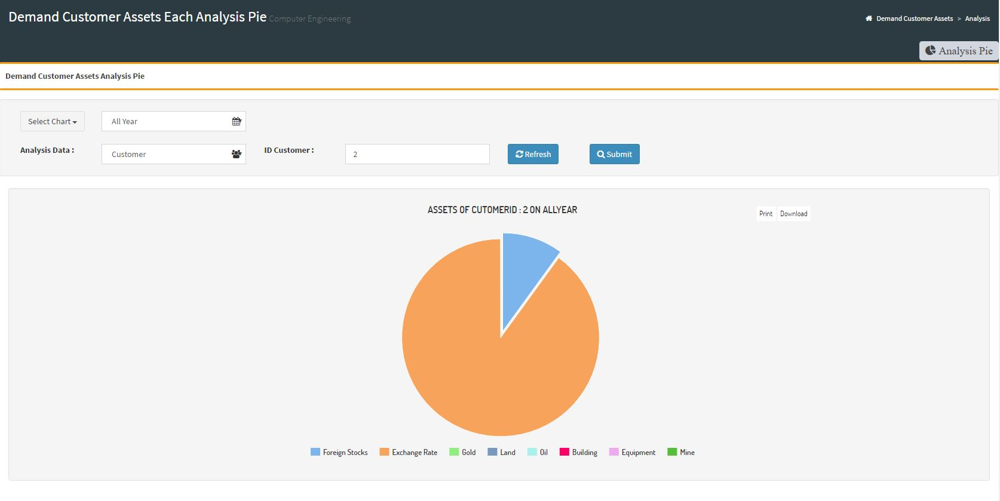 Demand Customer Assets Each Analysis Pie Computer Engineering
Demand Customer Assets > Analysis
Analysis Pie
Demand Customer Assets Analysis Pie
Select Chart All Year
Analysis Data : Customer ID Customer : 2 Refresh Submit
ASSETS OF CUTOMERID : 2 ON ALLYEAR
Print Download
Foreign Stocks Exchange Rate Gold Land Oil Building Equipment Mine